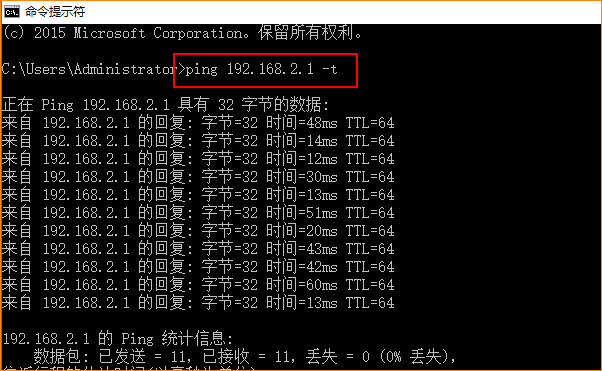 命令提示符
(c) 2015 Microsoft Corporation。保留所有权利。
C:\Users\Administrator>ping 192.168.2.1 -t
正在 Ping 192.168.2.1 具有 32 字节的数据:
来自 192.168.2.1 的回复: 字节=32 时间=48ms TTL=64
来自 192.168.2.1 的回复: 字节=32 时间=14ms TTL=64
来自 192.168.2.1 的回复: 字节=32 时间=12ms TTL=64
来自 192.168.2.1 的回复: 字节=32 时间=30ms TTL=64
来自 192.168.2.1 的回复: 字节=32 时间=13ms TTL=64
来自 192.168.2.1 的回复: 字节=32 时间=51ms TTL=64
来自 192.168.2.1 的回复: 字节=32 时间=20ms TTL=64
来自 192.168.2.1 的回复: 字节=32 时间=43ms TTL=64
来自 192.168.2.1 的回复: 字节=32 时间=42ms TTL=64
来自 192.168.2.1 的回复: 字节=32 时间=60ms TTL=64
来自 192.168.2.1 的回复: 字节=32 时间=13ms TTL=64
192.168.2.1 的 Ping 统计信息:
数据包: 已发送 = 11，已接收 = 11，丢失 = 0 (0% 丢失)，